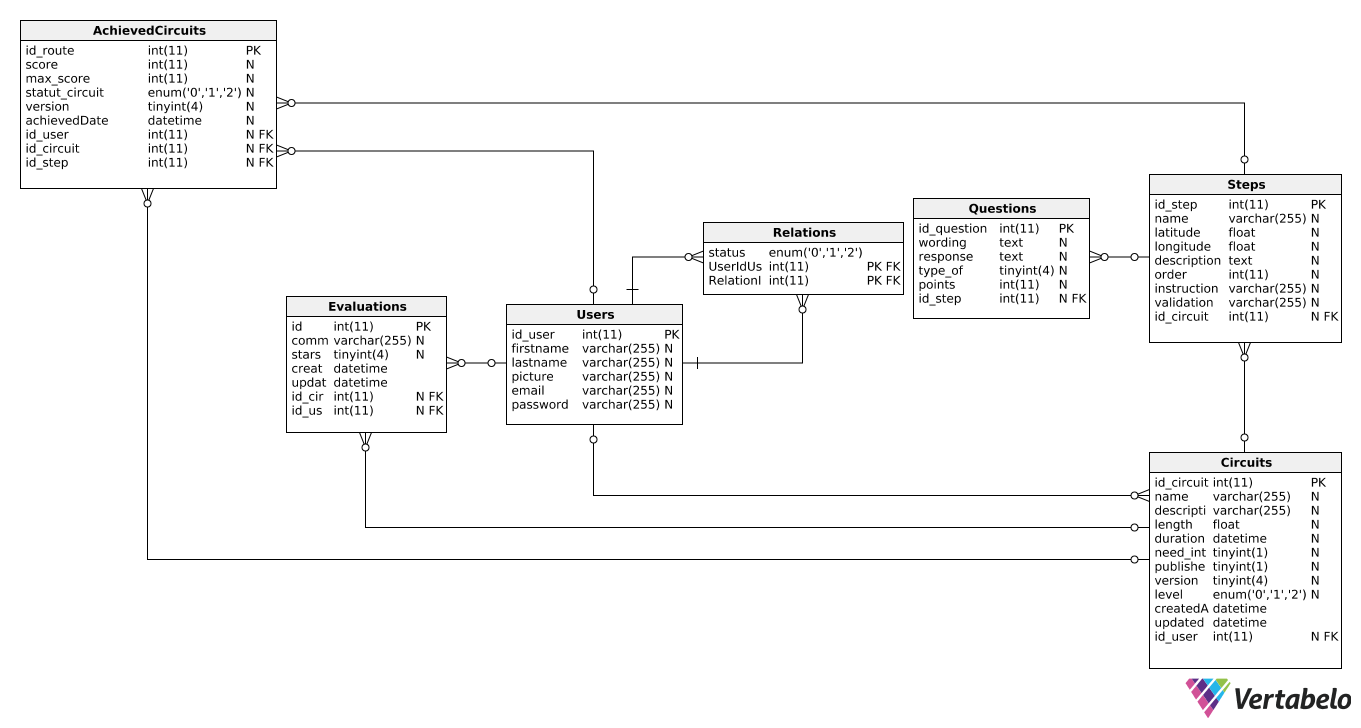 AchievedCircuits
id_route int(11) PK
score int(11) N
max_score int(11) N
statut_circuit enum('0','1','2') N
version tinyint(4) N
achievedDate datetime N
id_user int(11) N FK
id_circuit int(11) N FK
id_step int(11) N FK
Steps
id_step int(11) PK
name varchar(255) N
latitude float N
longitude float N
description text N
order int(11) N
instruction varchar(255) N
validation varchar(255) N
id_circuit int(11) N FK
Questions
id_question int(11) PK
wording text N
response text N
type_of tinyint(4) N
points int(11) N
id_step int(11) N FK
Relations
status enum('0','1','2')
UserIdUs int(11) PK FK
RelationI int(11) PK FK
Evaluations
id int(11) PK
comm varchar(255) N
stars tinyint(4) N
creat datetime
updat datetime
id_cir int(11) N FK
id_us int(11) N FK
Users
id_user int(11) PK
firstname varchar(255) N
lastname varchar(255) N
picture varchar(255) N
email varchar(255) N
password varchar(255) N
Circuits
id_circuit int(11) PK
name varchar(255) N
descripti varchar(255) N
length float N
duration datetime N
need_int tinyint(1) N
publishe tinyint(1) N
version tinyint(4) N
level enum('0','1','2') N
createdA datetime
updated datetime
id_user int(11) N FK
Vertabelo